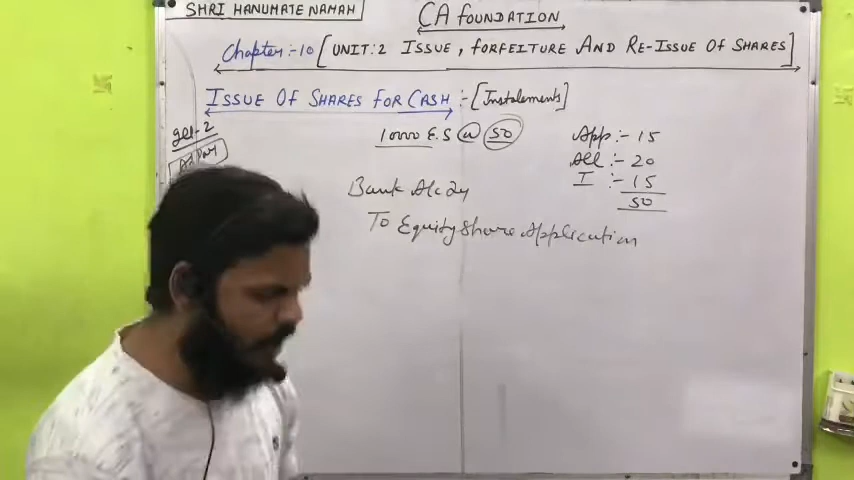 SHRI HANUMATE NAMAH
CA FOUNDATION
Chapter:-10 [UNIT:2 ISSUE, FORFEITURE AND RE-ISSUE OF SHARES]
ISSUE OF SHARES FOR CASH :- [Instalements]
10000 E.S @ 50
App :- 15
All :- 20
I :- 15
50
Bank A/c Dr
To Equity Share Application